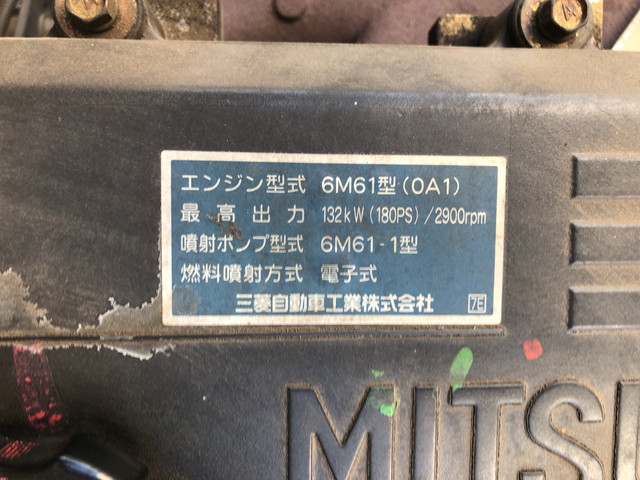 エンジン型式 6M61型(0A1)
最高出力 132kW(180PS)/2900rpm
噴射ポンプ型式 6M61-1型
燃料噴射方式 電子式
三菱自動車工業株式会社 7E
MITSU